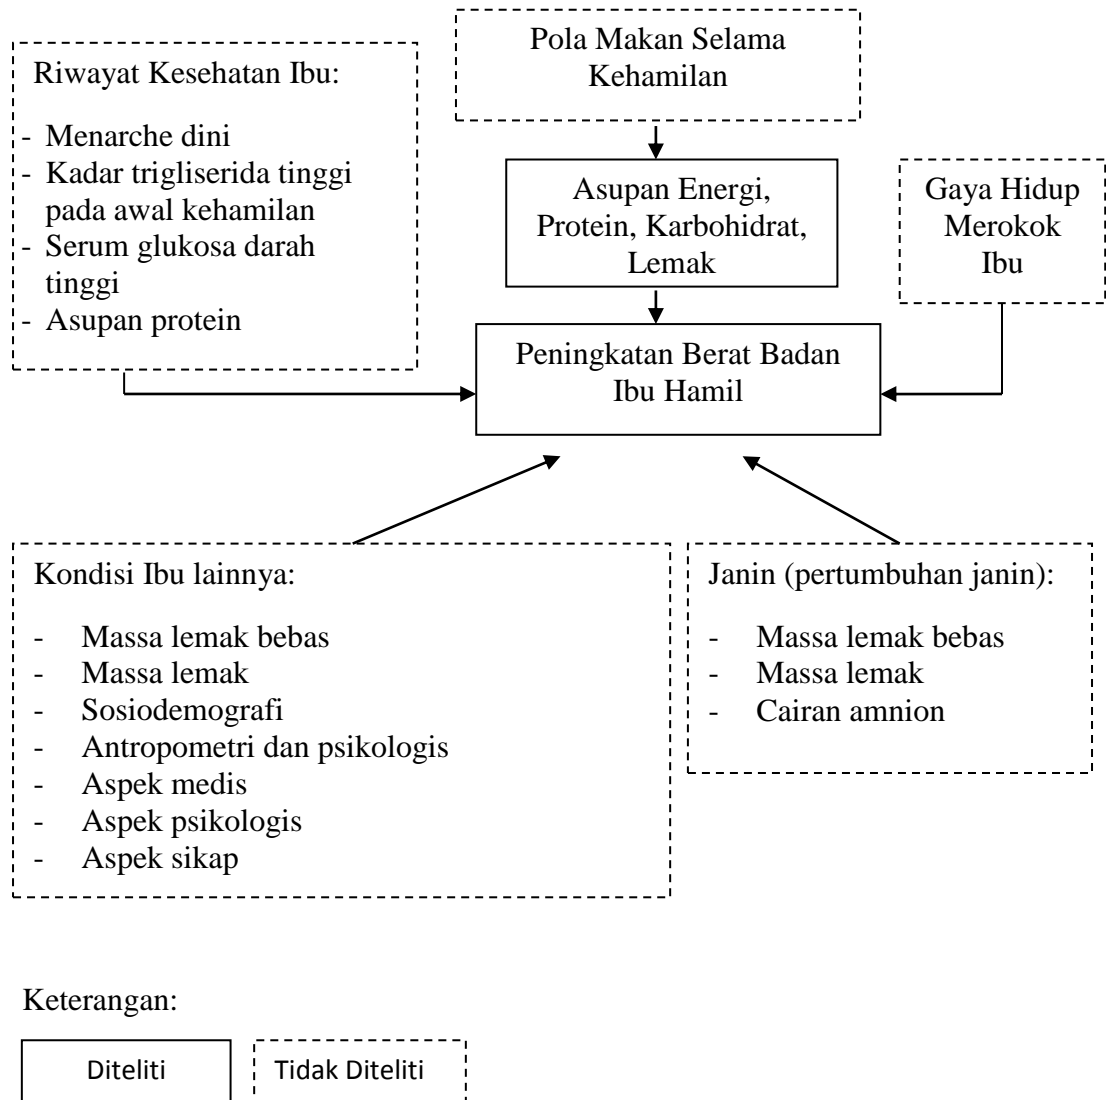 Pola Makan Selama
Kehamilan
Riwayat Kesehatan Ibu:
- Menarche dini
- Kadar trigliserida tinggi
pada awal kehamilan
- Serum glukosa darah
tinggi
- Asupan protein
Asupan Energi,
Protein, Karbohidrat,
Lemak
Gaya Hidup
Merokok
Ibu
Peningkatan Berat Badan
Ibu Hamil
Kondisi Ibu lainnya:
- Massa lemak bebas
- Massa lemak
- Sosiodemografi
- Antropometri dan psikologis
- Aspek medis
- Aspek psikologis
- Aspek sikap
Janin (pertumbuhan janin):
- Massa lemak bebas
- Massa lemak
- Cairan amnion
Keterangan:
Diteliti
Tidak Diteliti